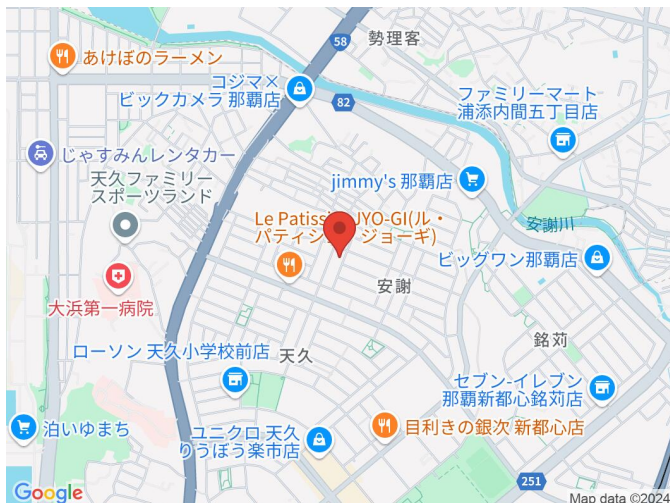 58
勢理客
あけぼのラーメン
コジマ×
ビックカメラ 那覇店
82
ファミリーマート
浦添内間五丁目店
じゃすみんレンタカー
天久ファミリー
スポーツランド
jimmy's 那覇店
Le Patissi JYO-GI(ル・
パティシ ジョーギ)
安謝川
ビッグワン那覇店
安謝
大浜第一病院
銘苅
ローソン 天久小学校前店
天久
セブン-イレブン
那覇新都心銘苅店
泊いゆまち
ユニクロ 天久
りうぼう楽市店
目利きの銀次 新都心店
251
Google
Map data ©2024